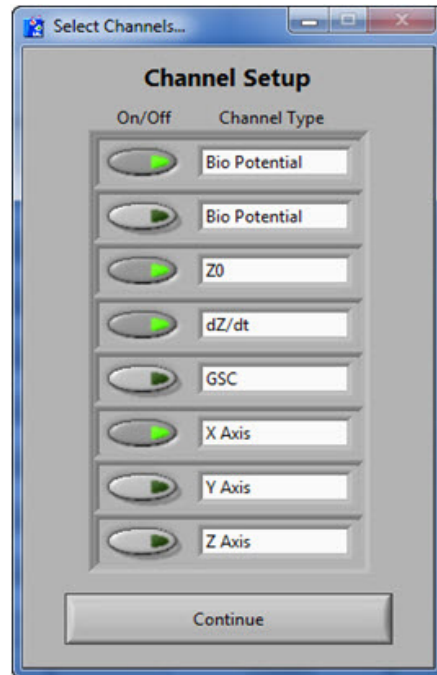 Select Channels...
Channel Setup
On/Off Channel Type
Bio Potential
Bio Potential
Z0
dZ/dt
GSC
X Axis
Y Axis
Z Axis
Continue